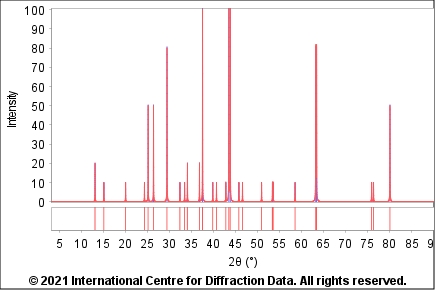 100
90
80
70
60
50
40
30
20
10
0
Intensity
5 10 15 20 25 30 35 40 45 50 55 60 65 70 75 80 85 9
2θ (°)
© 2021 International Centre for Diffraction Data. All rights reserved.